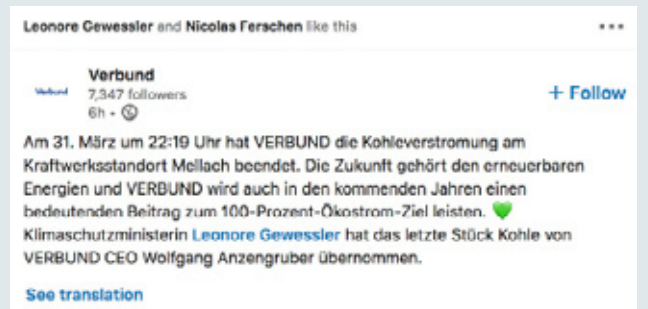 Leonore Gewessler and Nicolas Ferschen like this
Verbund
Verbund
7,347 followers
6h •
+ Follow
Am 31. März um 22:19 Uhr hat VERBUND die Kohleverstromung am
Kraftwerksstandort Mellach beendet. Die Zukunft gehört den erneuerbaren
Energien und VERBUND wird auch in den kommenden Jahren einen
bedeutenden Beitrag zum 100-Prozent-Ökostrom-Ziel leisten. 💚
Klimaschutzministerin Leonore Gewessler hat das letzte Stück Kohle von
VERBUND CEO Wolfgang Anzengruber übernommen.
See translation